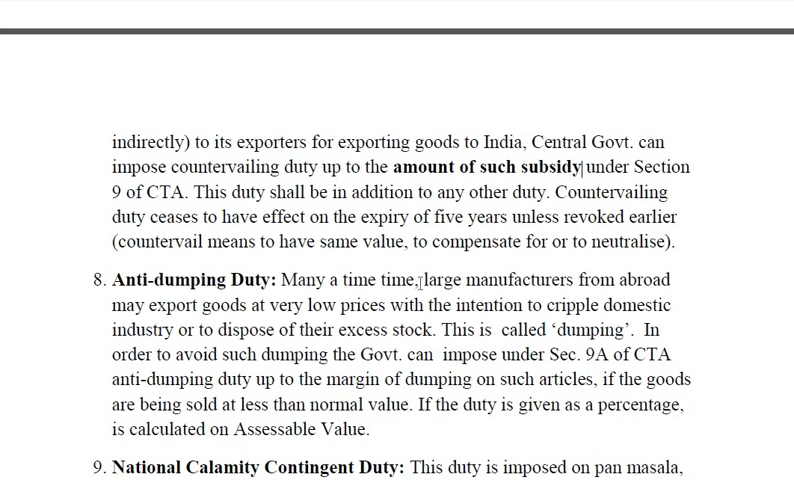 indirectly) to its exporters for exporting goods to India, Central Govt. can
impose countervailing duty up to the amount of such subsidy under Section
9 of CTA. This duty shall be in addition to any other duty. Countervailing
duty ceases to have effect on the expiry of five years unless revoked earlier
(countervail means to have same value, to compensate for or to neutralise).
8. Anti-dumping Duty: Many a time time, large manufacturers from abroad
may export goods at very low prices with the intention to cripple domestic
industry or to dispose of their excess stock. This is called ‘dumping’. In
order to avoid such dumping the Govt. can impose under Sec. 9A of CTA
anti-dumping duty up to the margin of dumping on such articles, if the goods
are being sold at less than normal value. If the duty is given as a percentage,
is calculated on Assessable Value.
9. National Calamity Contingent Duty: This duty is imposed on pan masala,